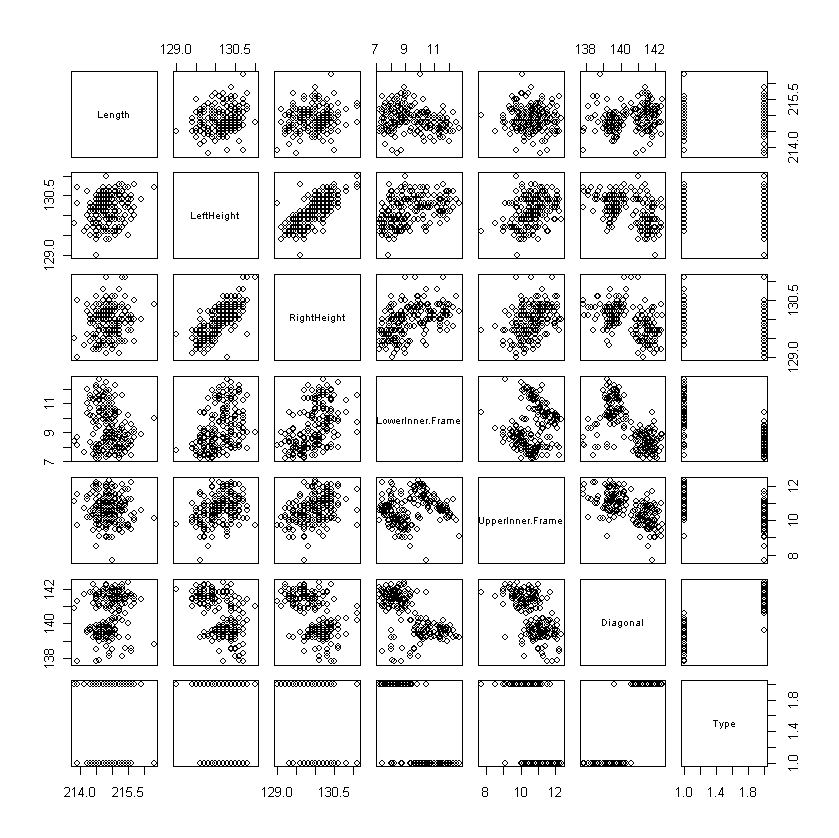 129.0 130.5 7 9 11 138 140 142
Length
214.0 215.5
129.0 130.5
LeftHeight
RightHeight
129.0 130.5
7 9 11
LowerInner.Frame
UpperInner.Frame
8 10 12
138 140 142
Diagonal
Type
1.0 1.4 1.8
214.0 215.5 129.0 130.5 8 10 12 1.0 1.4 1.8